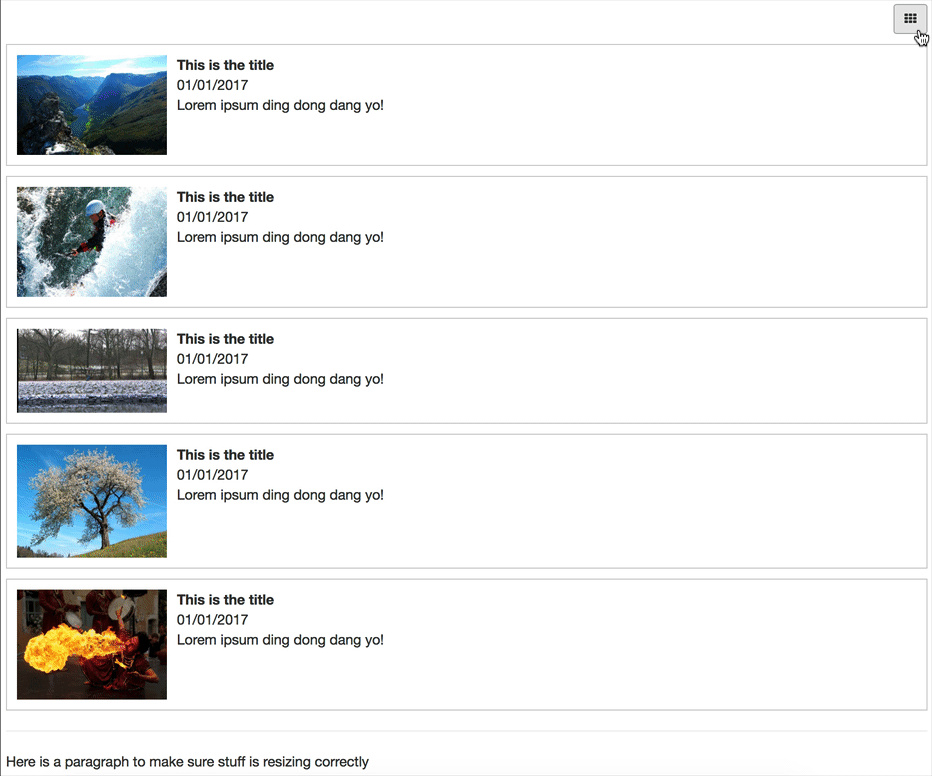 This is the title
01/01/2017
Lorem ipsum ding dong dang yo!
This is the title
01/01/2017
Lorem ipsum ding dong dang yo!
This is the title
01/01/2017
Lorem ipsum ding dong dang yo!
This is the title
01/01/2017
Lorem ipsum ding dong dang yo!
This is the title
01/01/2017
Lorem ipsum ding dong dang yo!
Here is a paragraph to make sure stuff is resizing correctly